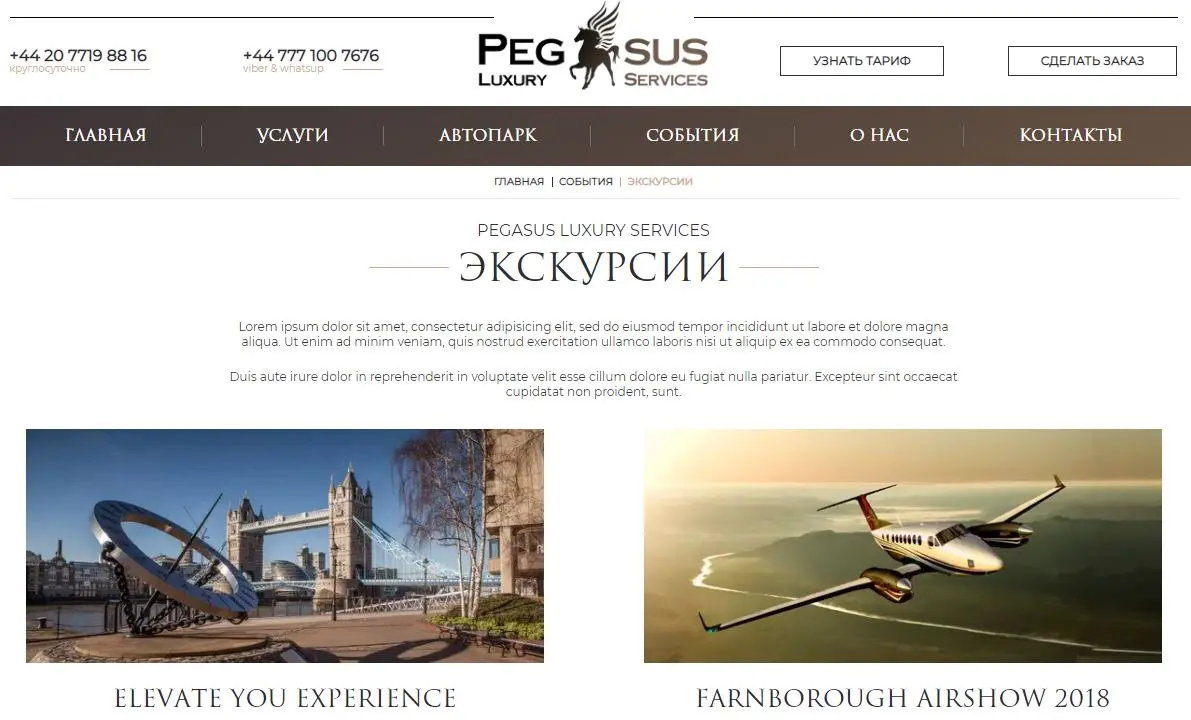 +44 20 7719 88 16
круглосуточно
+44 777 100 7676
viber & whatsup
PEGASUS
LUXURY SERVICES
УЗНАТЬ ТАРИФ
СДЕЛАТЬ ЗАКАЗ
ГЛАВНАЯ
УСЛУГИ
АВТОПАРК
СОБЫТИЯ
О НАС
КОНТАКТЫ
ГЛАВНАЯ | СОБЫТИЯ | ЭКСКУРСИИ
PEGASUS LUXURY SERVICES
ЭКСКУРСИИ
Lorem ipsum dolor sit amet, consectetur adipisicing elit, sed do eiusmod tempor incididunt ut labore et dolore magna
aliqua. Ut enim ad minim veniam, quis nostrud exercitation ullamco laboris nisi ut aliquip ex ea commodo consequat.
Duis aute irure dolor in reprehenderit in voluptate velit esse cillum dolore eu fugiat nulla pariatur. Excepteur sint occaecat
cupidatat non proident, sunt.
ELEVATE YOU EXPERIENCE
FARNBOROUGH AIRSHOW 2018